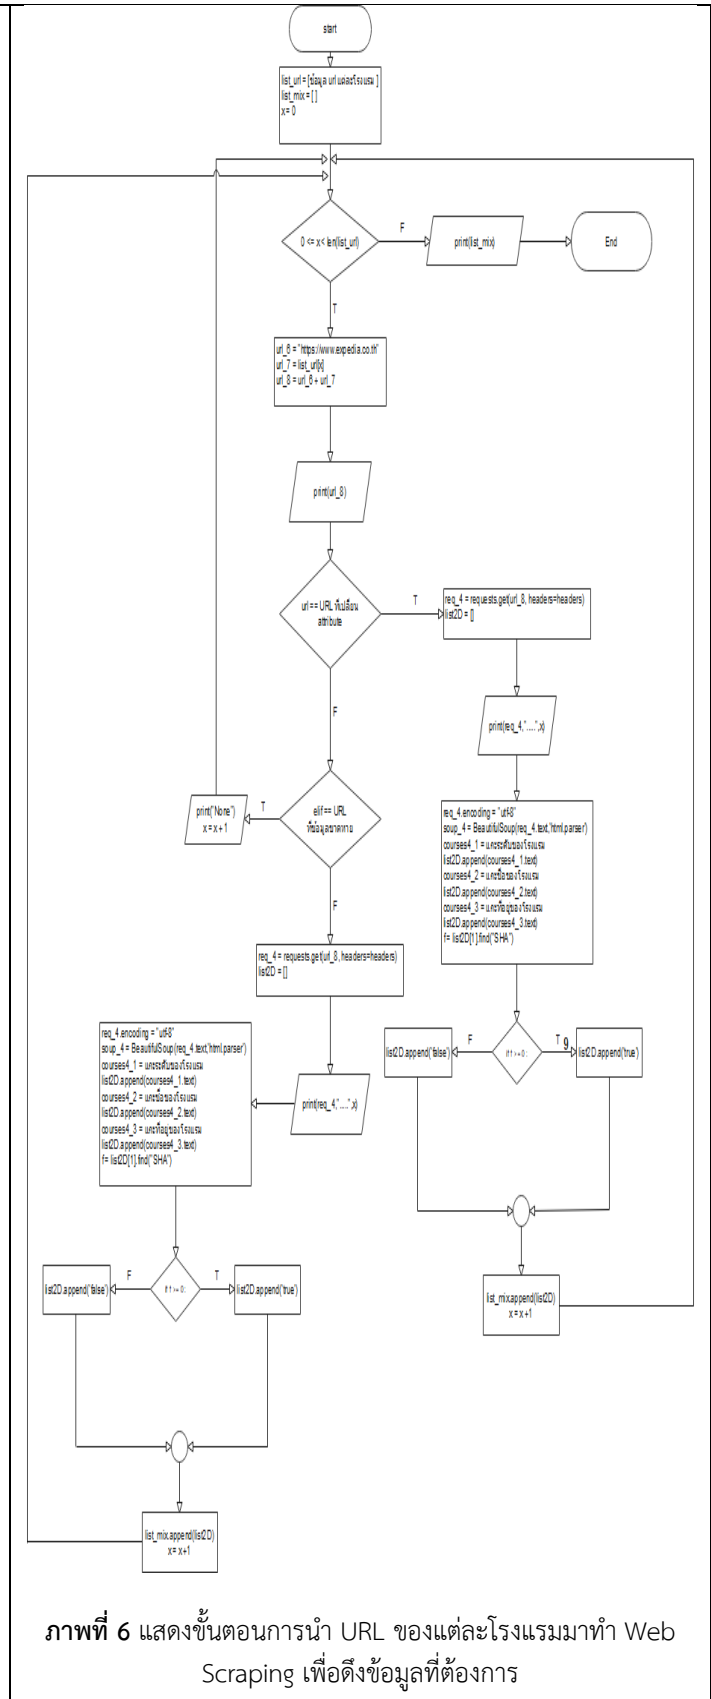 start
list_url = [ข้อมูล url แต่ละโรงแรม ]
list_mix = [ ]
x = 0
0 <= x < len(list_url)
F
print(list_mix)
End
T
url_6 = "https://www.expedia.co.th"
url_7 = list_url[x]
url_8 = url_6 + url_7
print(url_8)
url == URL ที่เปลี่ยน
attribute
T
req_4 = requests.get(url_8, headers=headers)
list2D = []
print(req_4,"....",x)
F
elif == URL
ที่ข้อมูลขาดหาย
T
print("None")
x = x + 1
req_4.encoding = "utf-8"
soup_4 = BeautifulSoup(req_4.text,'html.parser')
courses4_1 = แกะระดับของโรงแรม
list2D.append(courses4_1.text)
courses4_2 = แกะชื่อของโรงแรม
list2D.append(courses4_2.text)
courses4_3 = แกะที่อยู่ของโรงแรม
list2D.append(courses4_3.text)
f= list2D[1].find("SHA")
F
req_4 = requests.get(url_8, headers=headers)
list2D = []
F
T
9
list2D.append('false')
if f >= 0 :
list2D.append('true')
print(req_4,"....",x)
req_4.encoding = "utf-8"
soup_4 = BeautifulSoup(req_4.text,'html.parser')
courses4_1 = แกะระดับของโรงแรม
list2D.append(courses4_1.text)
courses4_2 = แกะชื่อของโรงแรม
list2D.append(courses4_2.text)
courses4_3 = แกะที่อยู่ของโรงแรม
list2D.append(courses4_3.text)
f= list2D[1].find("SHA")
F
T
list2D.append('false')
if f >= 0 :
list2D.append('true')
list_mix.append(list2D)
x = x+1
list_mix.append(list2D)
x = x+1
ภาพที่ 6 แสดงขั้นตอนการนำ URL ของแต่ละโรงแรมมาทำ Web
Scraping เพื่อดึงข้อมูลที่ต้องการ